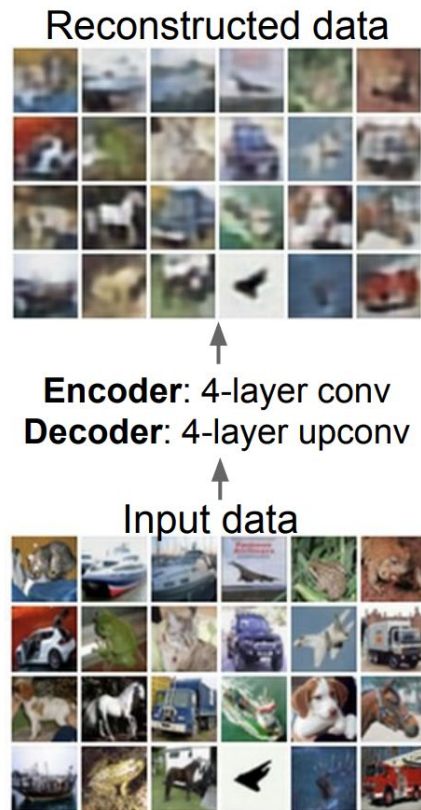 Reconstructed data
Encoder: 4-layer conv
Decoder: 4-layer upconv
Input data